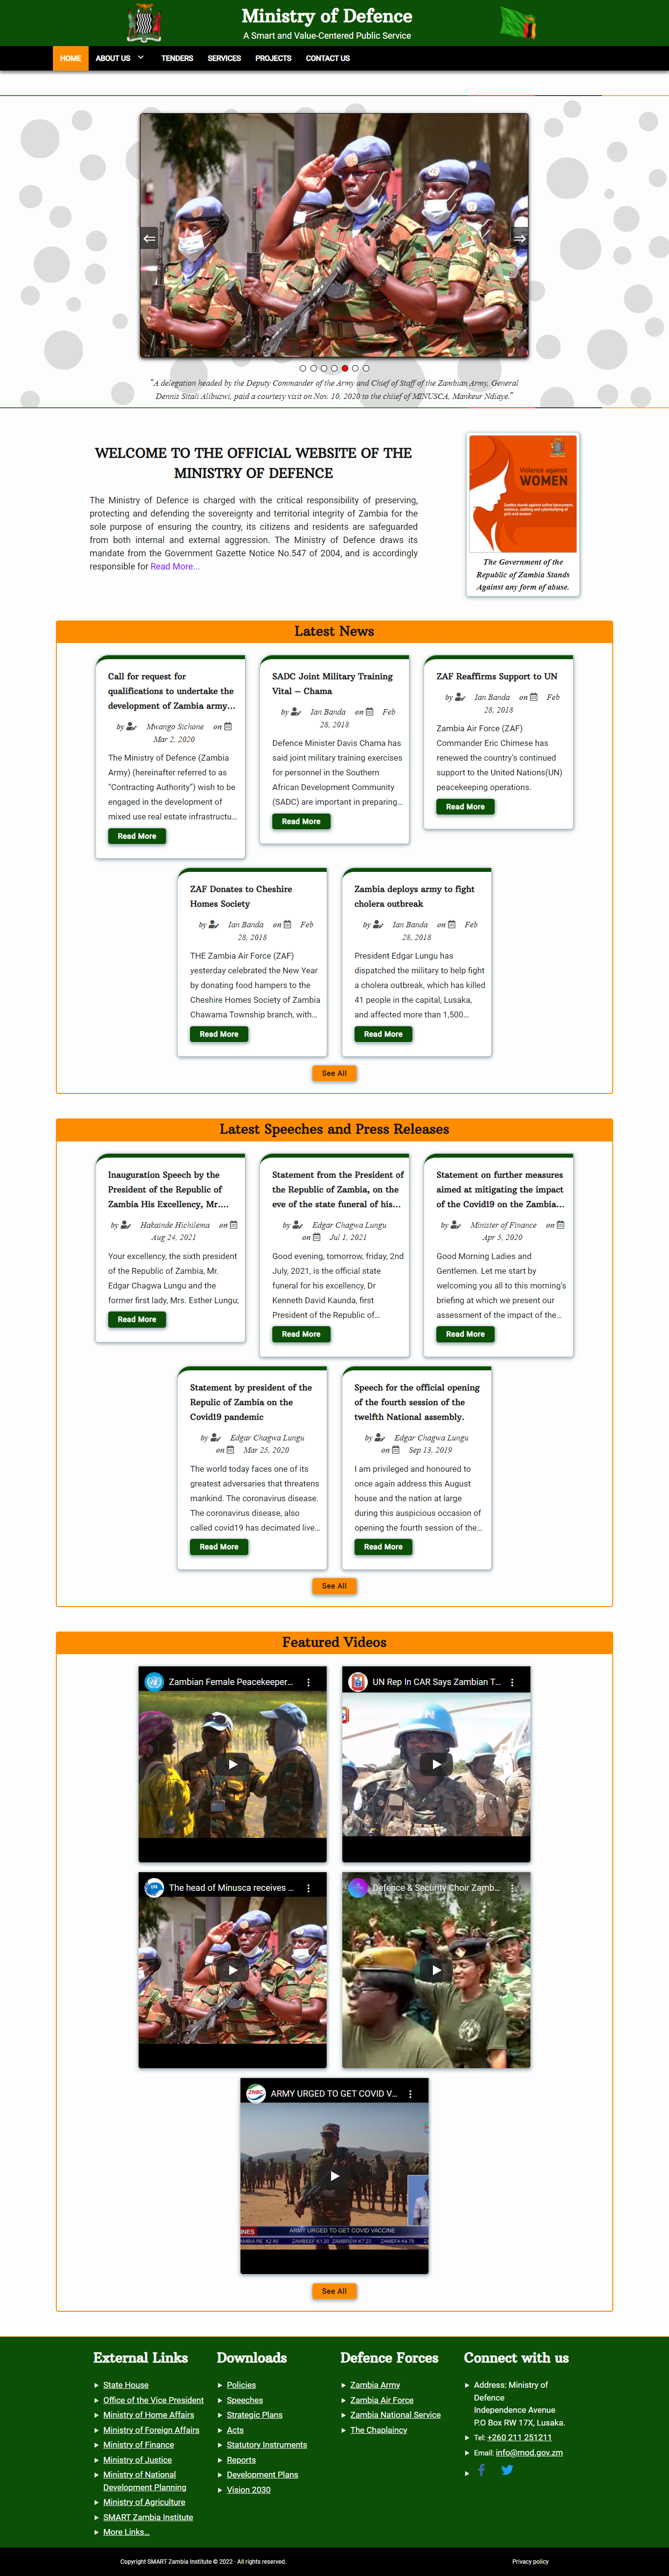 Ministry of Defence
A Smart and Value-Centered Public Service
HOME ABOUT US TENDERS SERVICES PROJECTS CONTACT US
"A delegation headed by the Deputy Commander of the Army and Chief of Staff of the Zambian Army, General
Dennis Sitali Alibuzwi, paid a courtesy visit on Nov. 10, 2020 to the chiief of MINUSCA, Mankeur Ndiaye."
WELCOME TO THE OFFICIAL WEBSITE OF THE
MINISTRY OF DEFENCE
The Ministry of Defence is charged with the critical responsibility of preserving,
protecting and defending the sovereignty and territorial integrity of Zambia for the
sole purpose of ensuring the country, its citizens and residents are safeguarded
from both internal and external aggression. The Ministry of Defence draws its
mandate from the Government Gazette Notice No.547 of 2004, and is accordingly
responsible for Read More...
Violence against
WOMEN
Zambia stands against online harassment,
violence, stalking and cyberbullying of
girls and women
The Government of the
Republic of Zambia Stands
Against any form of abuse.
Latest News
Call for request for
qualifications to undertake the
development of Zambia army...
by Mwango Sichone on
Mar 2, 2020
The Ministry of Defence (Zambia
Army) (hereinafter referred to as
"Contracting Authority") wish to be
engaged in the development of
mixed use real estate infrastructu...
Read More
SADC Joint Military Training
Vital – Chama
by Ian Banda on Feb
28, 2018
Defence Minister Davis Chama has
said joint military training exercises
for personnel in the Southern
African Development Community
(SADC) are important in preparing...
Read More
ZAF Reaffirms Support to UN
by Ian Banda on Feb
28, 2018
Zambia Air Force (ZAF)
Commander Eric Chimese has
renewed the country's continued
support to the United Nations(UN)
peacekeeping operations.
Read More
ZAF Donates to Cheshire
Homes Society
by Ian Banda on Feb
28, 2018
THE Zambia Air Force (ZAF)
yesterday celebrated the New Year
by donating food hampers to the
Cheshire Homes Society of Zambia
Chawama Township branch, with...
Read More
Zambia deploys army to fight
cholera outbreak
by Ian Banda on Feb
28, 2018
President Edgar Lungu has
dispatched the military to help fight
a cholera outbreak, which has killed
41 people in the capital, Lusaka,
and affected more than 1,500...
Read More
See All
Latest Speeches and Press Releases
Inauguration Speech by the
President of the Republic of
Zambia His Excellency, Mr....
by Hakainde Hichilema on
Aug 24, 2021
Your excellency, the sixth president
of the Republic of Zambia, Mr.
Edgar Chagwa Lungu and the
former first lady, Mrs. Esther Lungu;
Read More
Statement from the President of
the Republic of Zambia, on the
eve of the state funeral of his...
by Edgar Chagwa Lungu
on Jul 1, 2021
Good evening, tomorrow, friday, 2nd
July, 2021, is the official state
funeral for his excellency, Dr
Kenneth David Kaunda, first
President of the Republic of...
Read More
Statement on further measures
aimed at mitigating the impact
of the Covid19 on the Zambia...
by Minister of Finance on
Apr 5, 2020
Good Morning Ladies and
Gentlemen. Let me start by
welcoming you all to this morning's
briefing at which we present our
assessment of the impact of the...
Read More
Statement by president of the
Repulic of Zambia on the
Covid19 pandemic
by Edgar Chagwa Lungu
on Mar 25, 2020
The world today faces one of its
greatest adversaries that threatens
mankind. The coronavirus disease.
The coronavirus disease, also
called covid19 has decimated live...
Read More
Speech for the official opening
of the fourth session of the
twelfth National assembly.
by Edgar Chagwa Lungu
on Sep 13, 2019
I am privileged and honoured to
once again address this August
house and the nation at large
during this auspicious occasion of
opening the fourth session of the...
Read More
See All
Featured Videos
Zambian Female Peacekeeper...
UN Rep In CAR Says Zambian T...
UN
The head of Minusca receives ...
Defence & Security Choir Zamb...
ZNBC
ARMY URGED TO GET COVID V...
INES ARMY URGED TO GET COVID VACCINE
AMBIA RE K2.80 ZAMBEEF K1.20 ZAMBREW K7.23 ZAMEFA K4.79
See All
External Links
State House
Office of the Vice President
Ministry of Home Affairs
Ministry of Foreign Affairs
Ministry of Finance
Ministry of Justice
Ministry of National
Development Planning
Ministry of Agriculture
SMART Zambia Institute
More Links...
Downloads
Policies
Speeches
Strategic Plans
Acts
Statutory Instruments
Reports
Development Plans
Vision 2030
Defence Forces
Zambia Army
Zambia Air Force
Zambia National Service
The Chaplaincy
Connect with us
Address: Ministry of
Defence
Independence Avenue
P.O Box RW 17X, Lusaka.
Tel: +260 211 251211
Email: info@mod.gov.zm
Copyright SMART Zambia Institute © 2022 - All rights reserved.
Privacy policy